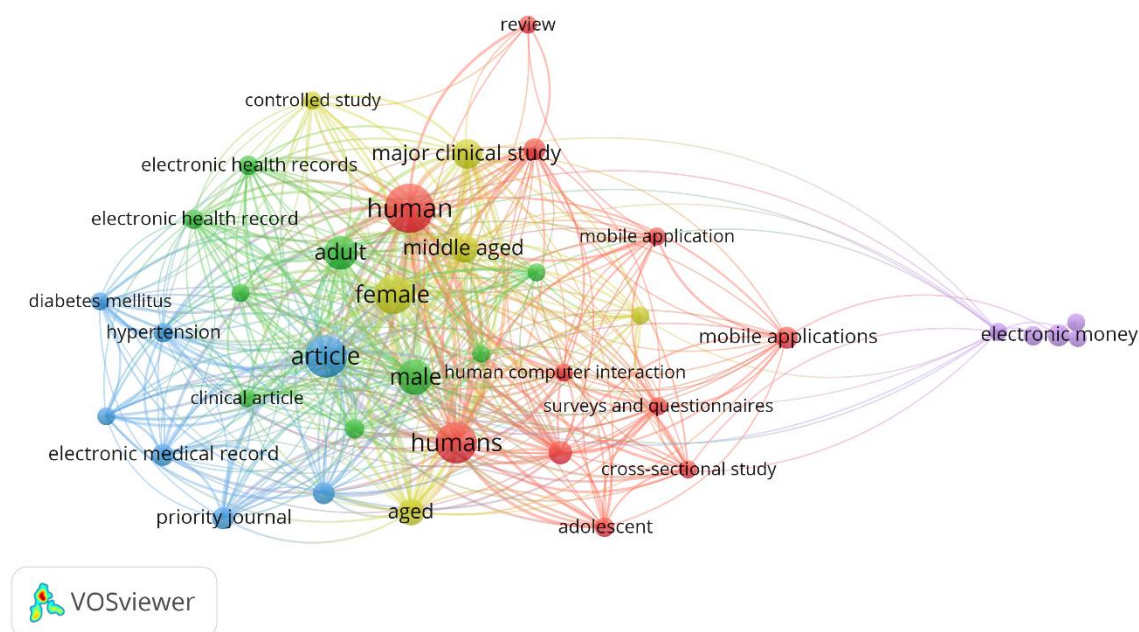 review
controlled study
major clinical study
electronic health records
human
electronic health record
mobile application
adult
middle aged
female
diabetes mellitus
hypertension
mobile applications
electronic money
article
male
human computer interaction
clinical article
surveys and questionnaires
humans
electronic medical record
cross-sectional study
priority journal
aged
adolescent
VOSviewer